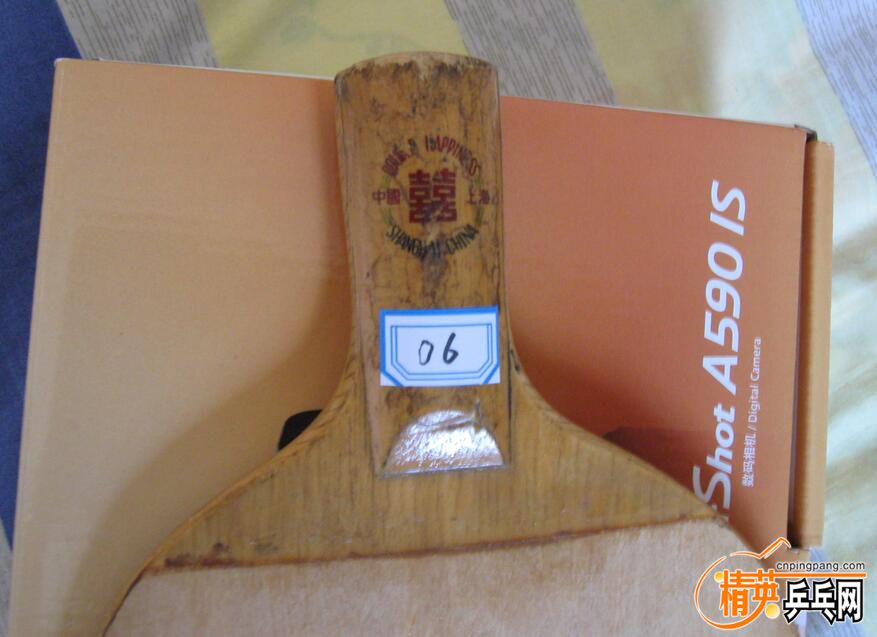 DOUBLE HAPPINESS
中國 囍 上海
SHANGHAI CHINA
06
Shot A590 IS
数码相机 / Digital Camera
cnpingpang.com
精英乒乓网